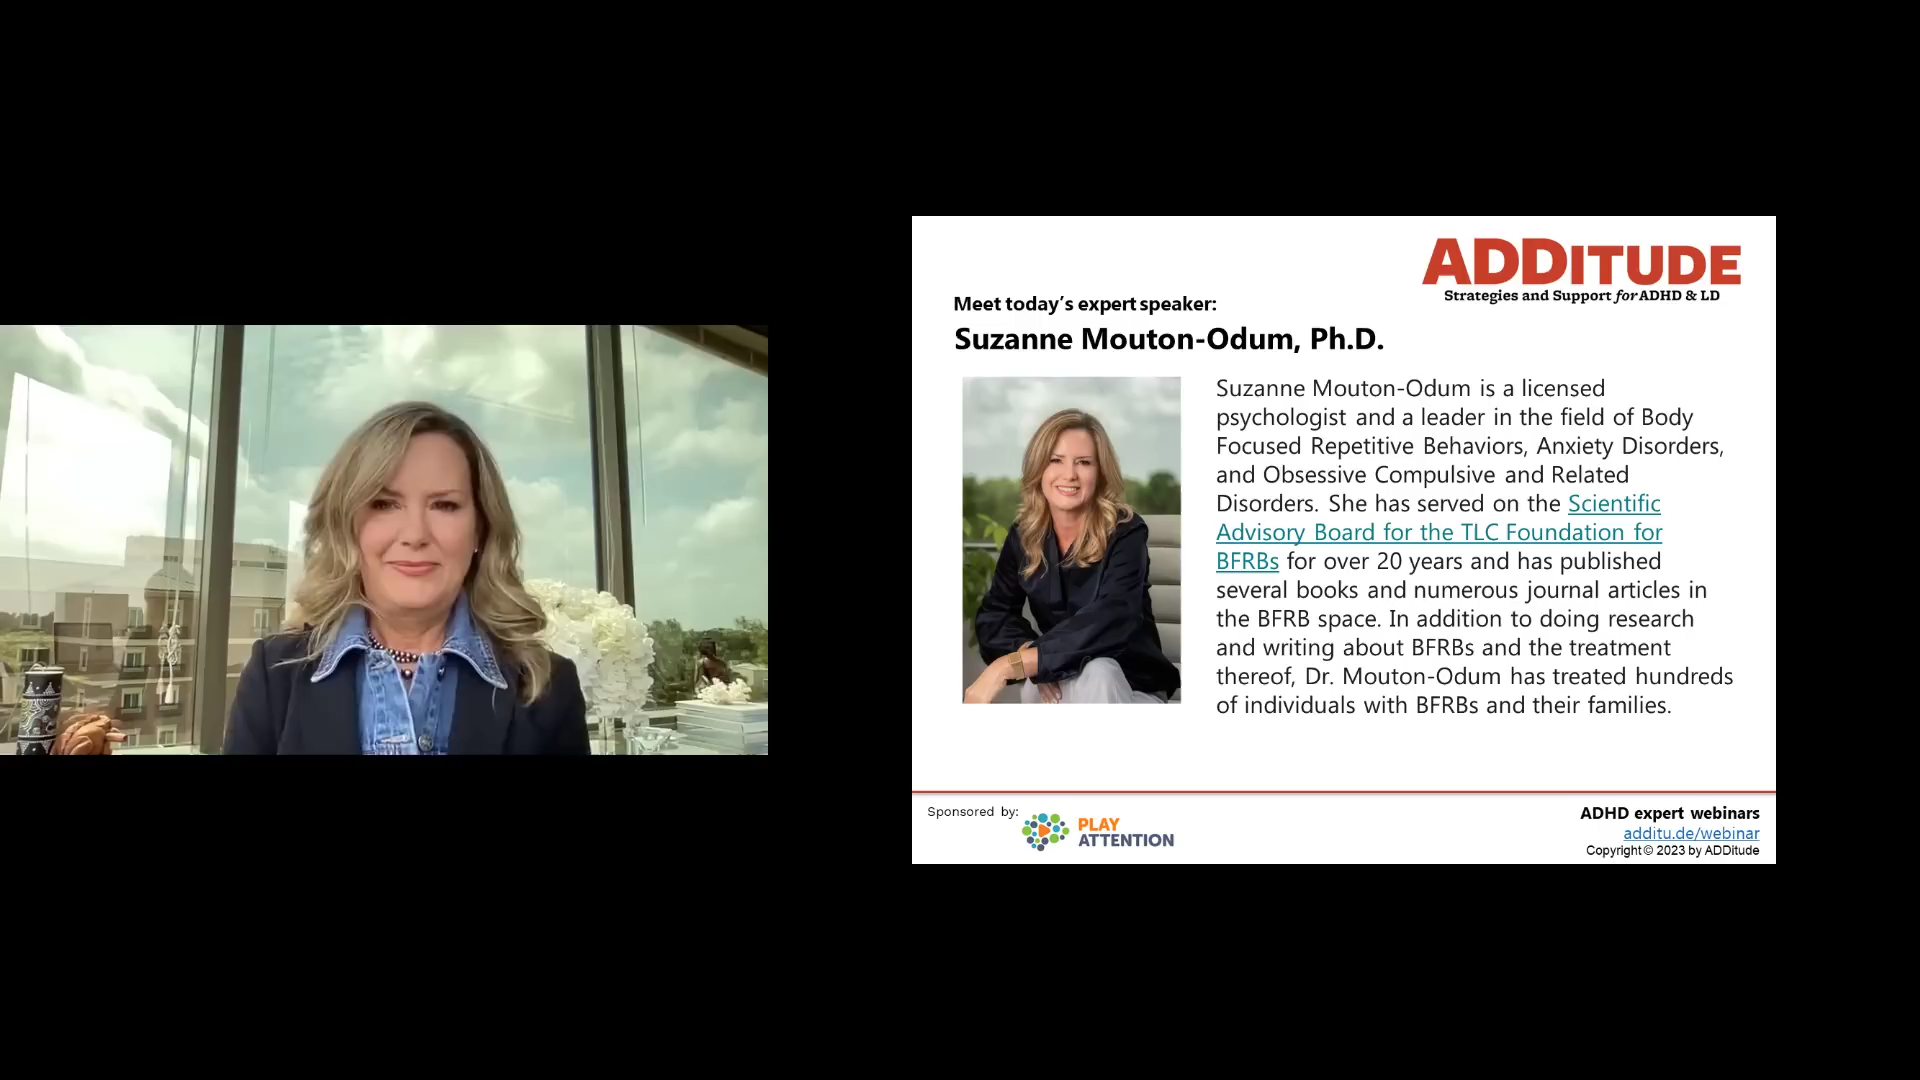 ADDITUDE
Strategies and Support for ADHD & LD
Meet today's expert speaker:
Suzanne Mouton-Odum, Ph.D.
Suzanne Mouton-Odum is a licensed
psychologist and a leader in the field of Body
Focused Repetitive Behaviors, Anxiety Disorders,
and Obsessive Compulsive and Related
Disorders. She has served on the Scientific
Advisory Board for the TLC Foundation for
BFRBs for over 20 years and has published
several books and numerous journal articles in
the BFRB space. In addition to doing research
and writing about BFRBs and the treatment
thereof, Dr. Mouton-Odum has treated hundreds
of individuals with BFRBs and their families.
Sponsored by:
PLAY
ATTENTION
ADHD expert webinars
additu.de/webinar
Copyright © 2023 by ADDitude